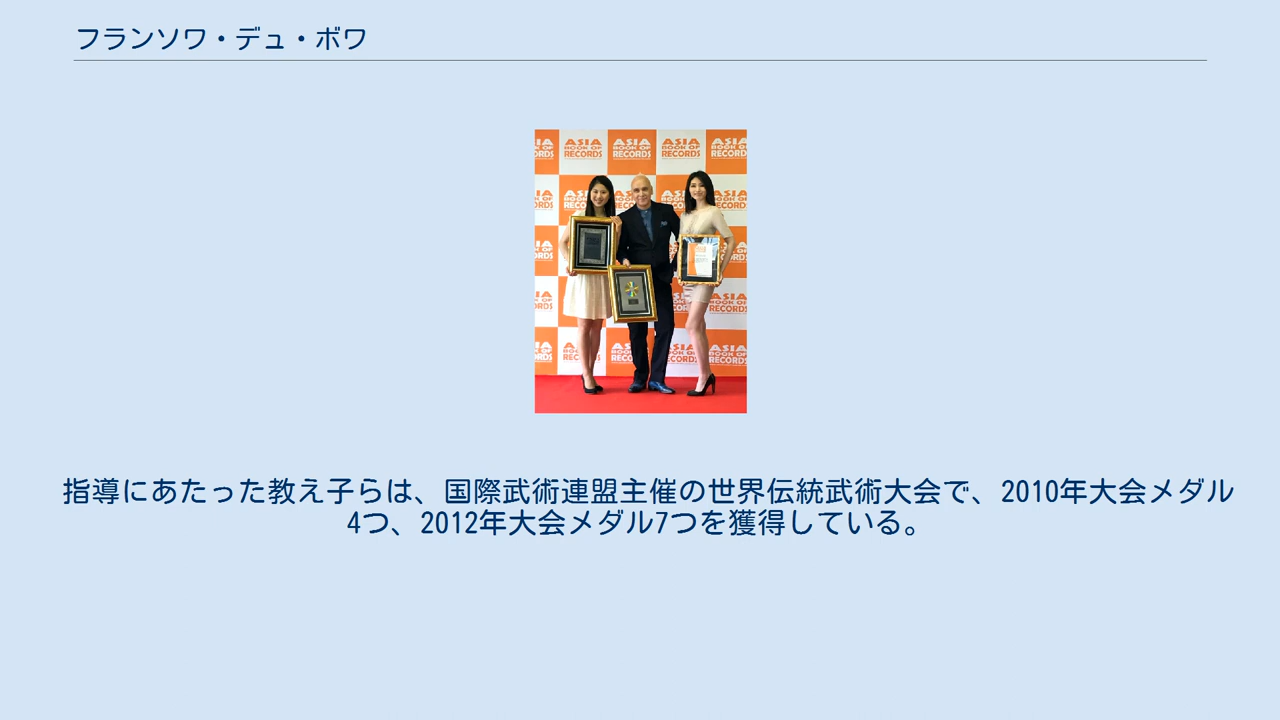 フランソワ・デュ・ボワ
ASIA
BOOK OF
RECORDS
指導にあたった教え子らは、国際武術連盟主催の世界伝統武術大会で、2010年大会メダル
4つ、2012年大会メダル7つを獲得している。